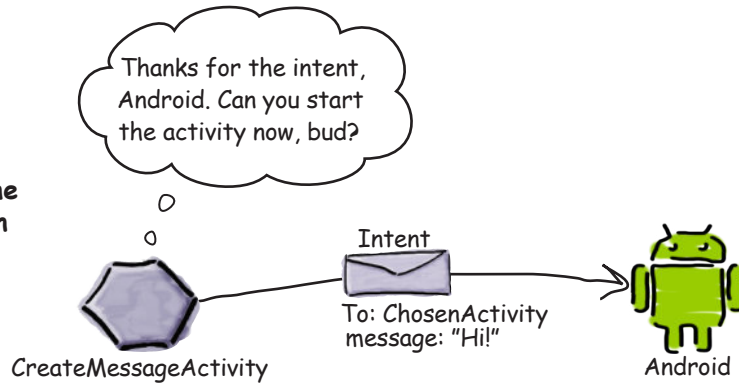 Thanks for the intent,
Android. Can you start
the activity now, bud?
Intent
To: ChosenActivity
message: "Hi!"
CreateMessageActivity
Android